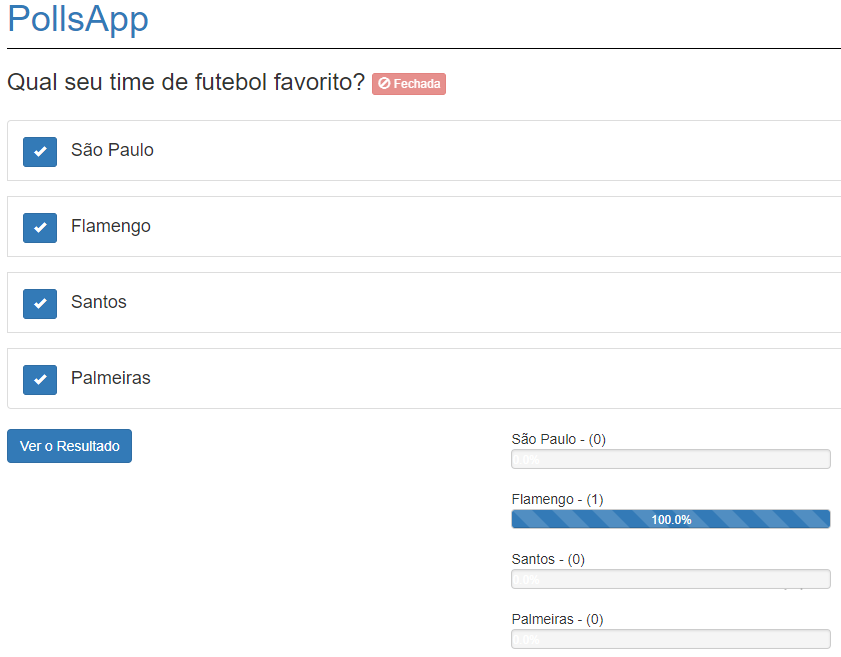 PollsApp
Qual seu time de futebol favorito? Fechada
São Paulo
Flamengo
Santos
Palmeiras
Ver o Resultado
São Paulo - (0)
0.0%
Flamengo - (1)
100.0%
Santos - (0)
0.0%
Palmeiras - (0)
0.0%